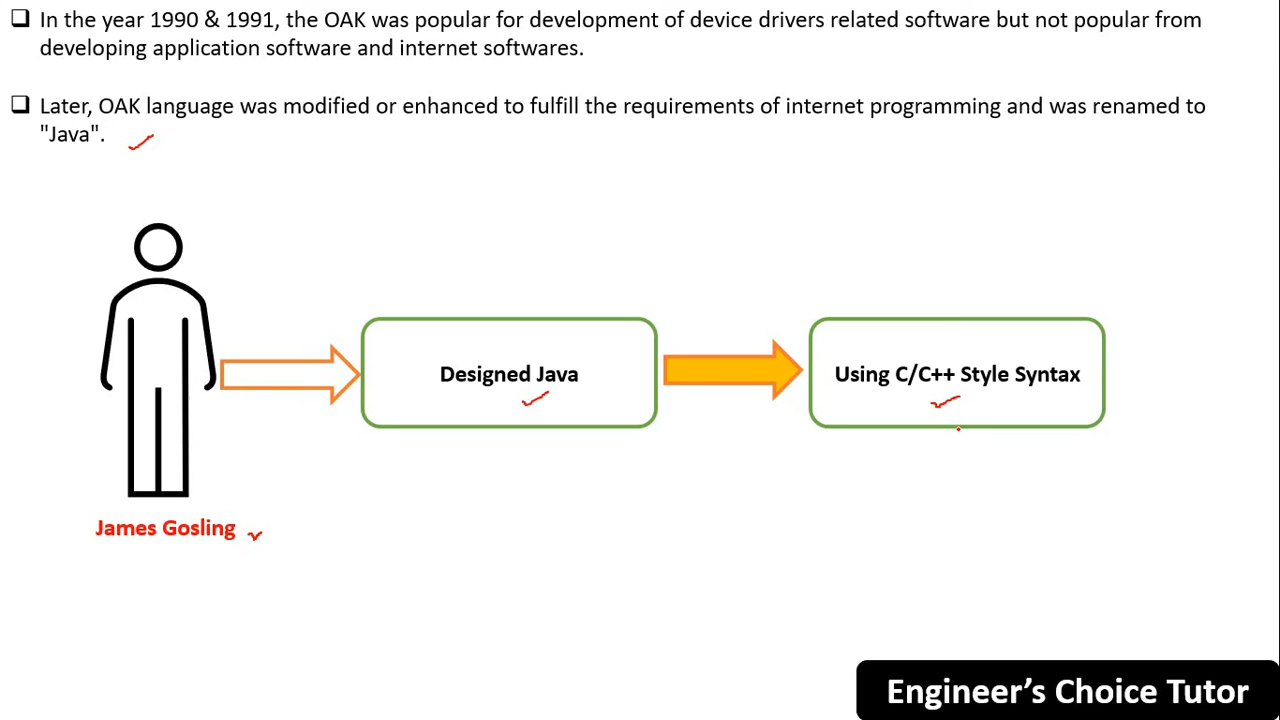 In the year 1990 & 1991, the OAK was popular for development of device drivers related software but not popular from
developing application software and internet softwares.
Later, OAK language was modified or enhanced to fulfill the requirements of internet programming and was renamed to
"Java".
Designed Java
Using C/C++ Style Syntax
James Gosling
Engineer’s Choice Tutor